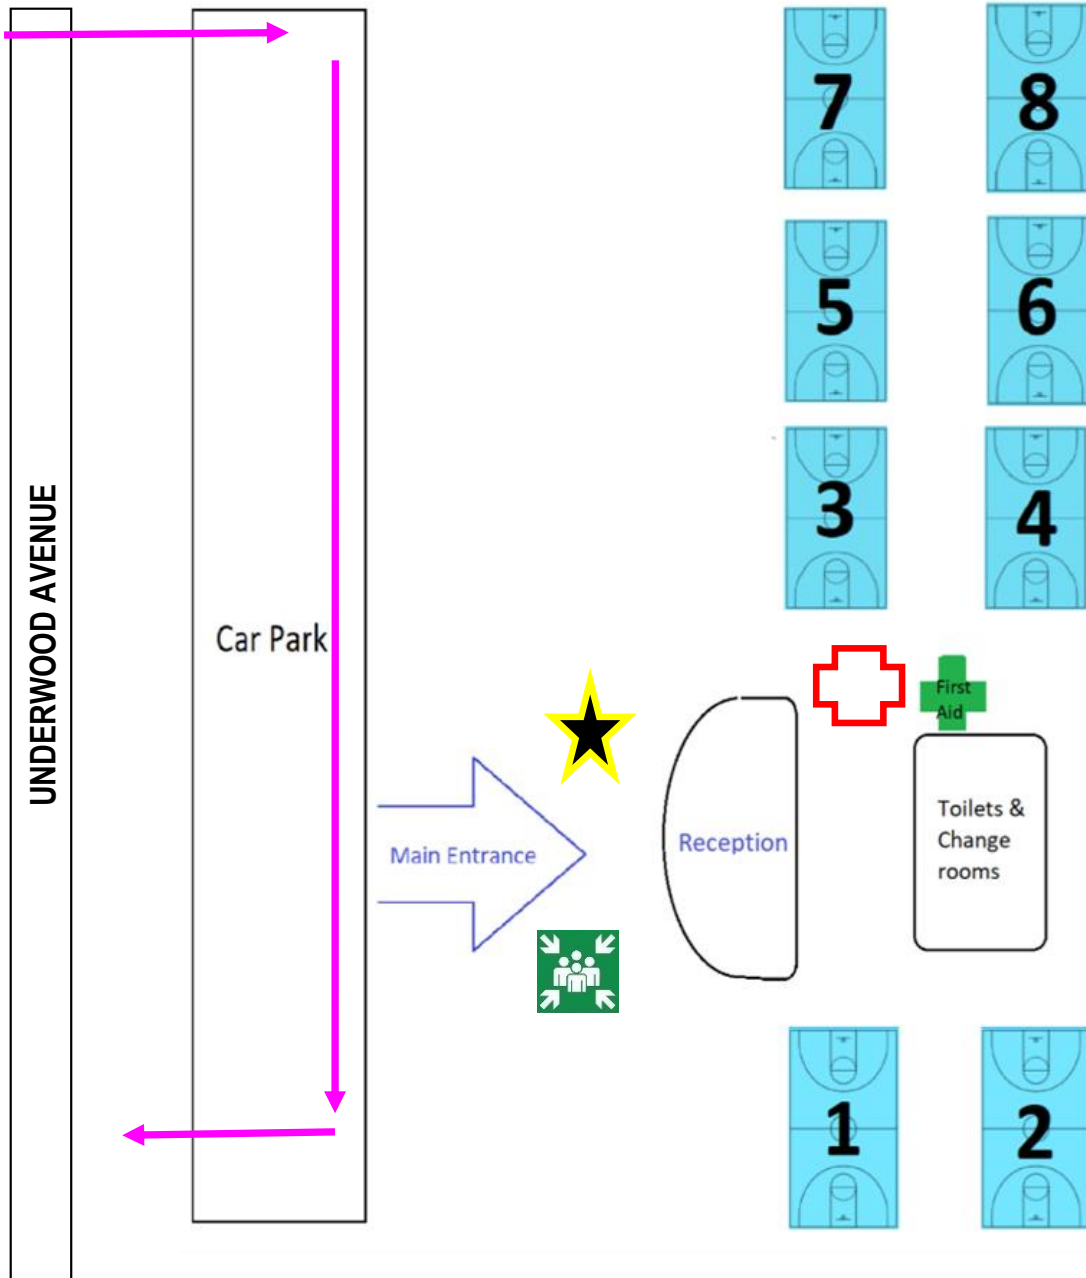 UNDERWOOD AVENUE
Car Park
Main Entrance
Reception
First
Aid
Toilets &
Change
rooms
7
8
5
6
3
4
1
2